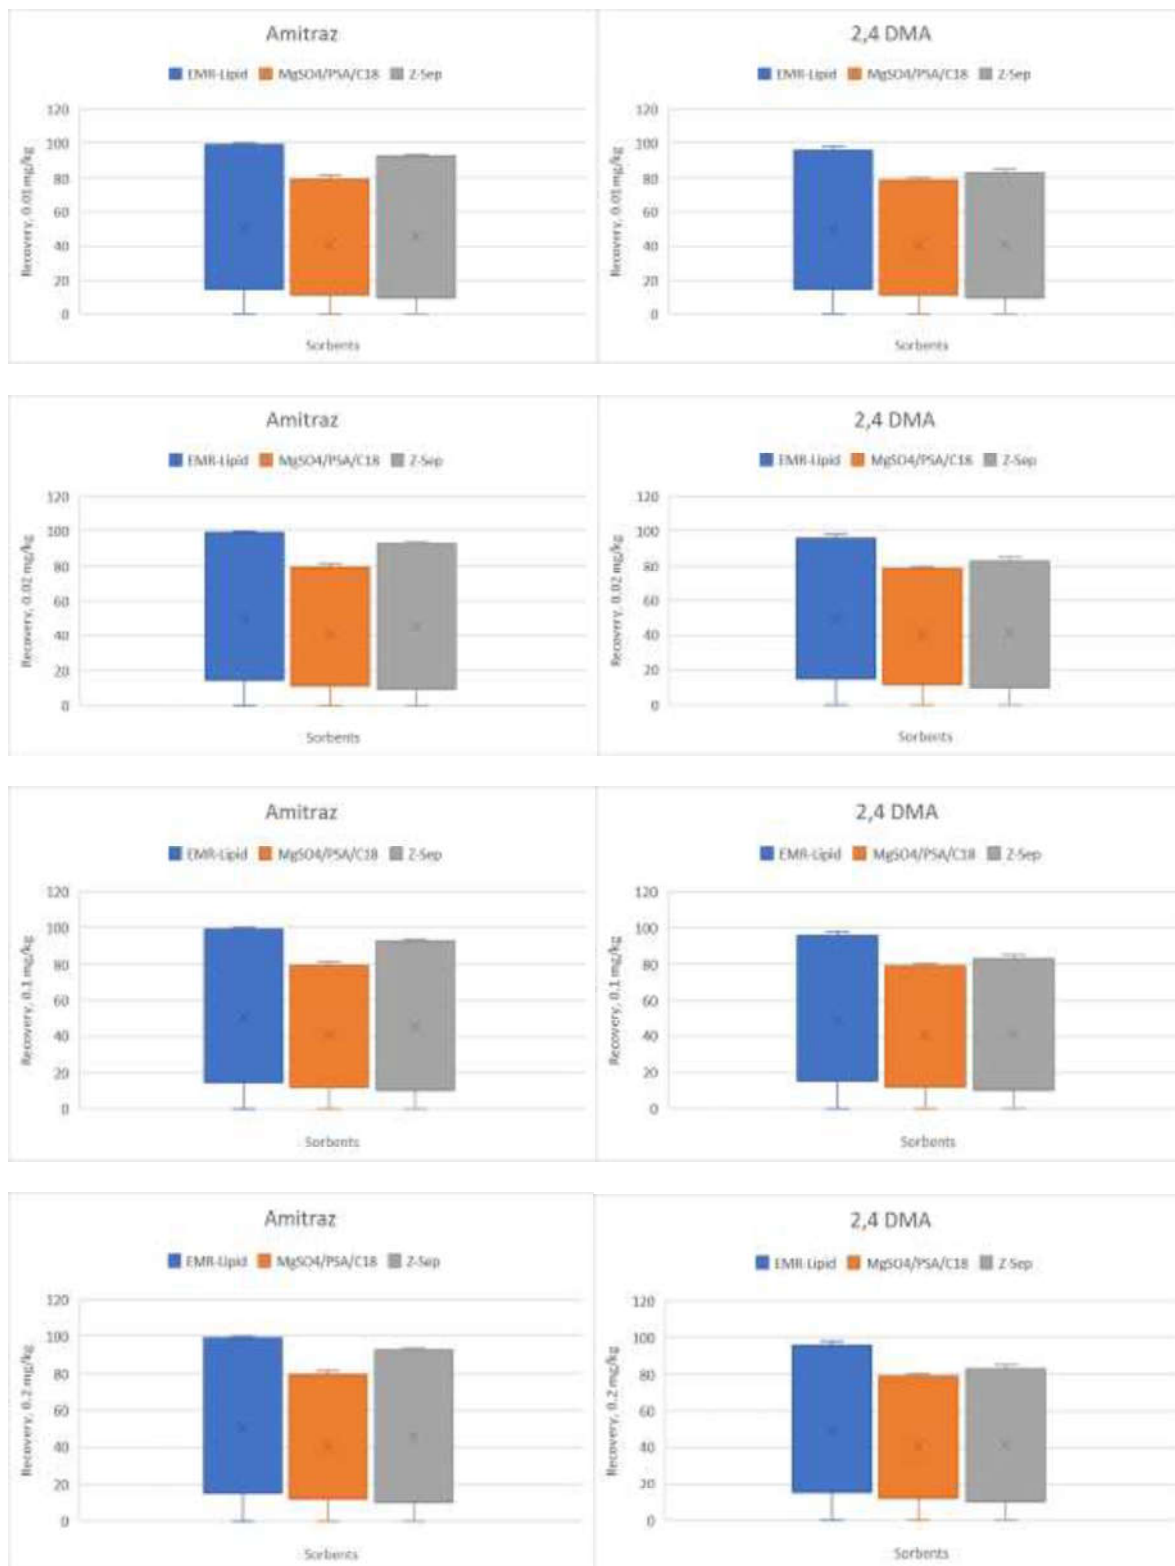 Amitraz
EMR-Lipid MgSO4/PSA/C18 Z-Sep
120
100
80
60
40
20
0
Recovery, 0.01 mg/kg
Sorbents
2,4 DMA
EMR-Lipid MgSO4/PSA/C18 Z-Sep
120
100
80
60
40
20
0
Recovery, 0.01 mg/kg
Sorbents
Amitraz
EMR-Lipid MgSO4/PSA/C18 Z-Sep
120
100
80
60
40
20
0
Recovery, 0.02 mg/kg
Sorbents
2,4 DMA
EMR-Lipid MgSO4/PSA/C18 Z-Sep
120
100
80
60
40
20
0
Recovery, 0.02 mg/kg
Sorbents
Amitraz
EMR-Lipid MgSO4/PSA/C18 Z-Sep
120
100
80
60
40
20
0
Recovery, 0.1 mg/kg
Sorbents
2,4 DMA
EMR-Lipid MgSO4/PSA/C18 Z-Sep
120
100
80
60
40
20
0
Recovery, 0.1 mg/kg
Sorbents
Amitraz
EMR-Lipid MgSO4/PSA/C18 Z-Sep
120
100
80
60
40
20
0
Recovery, 0.2 mg/kg
Sorbents
2,4 DMA
EMR-Lipid MgSO4/PSA/C18 Z-Sep
120
100
80
60
40
20
0
Recovery, 0.2 mg/kg
Sorbents